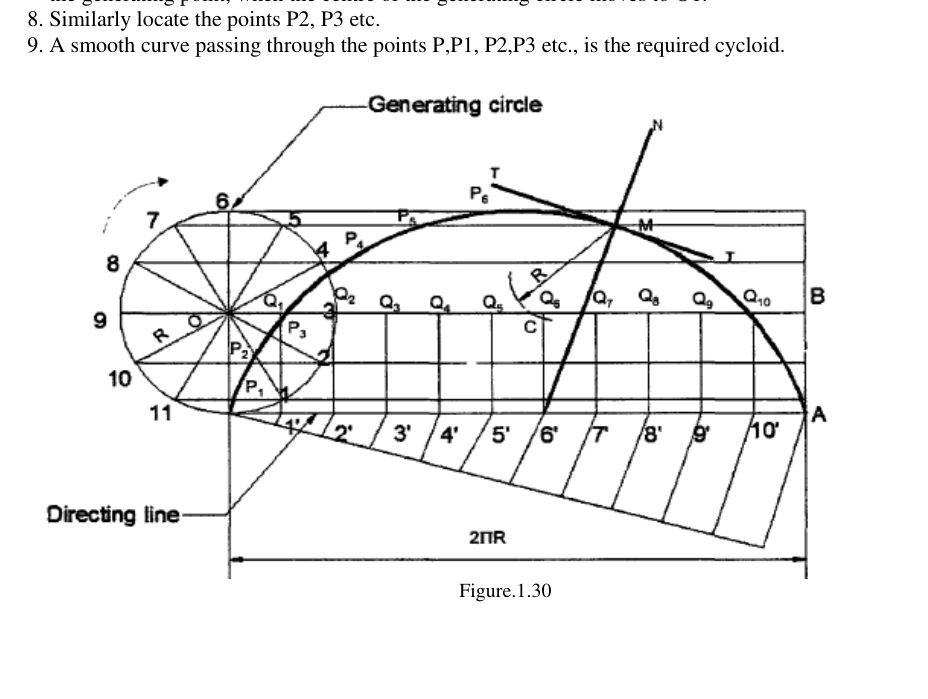 8. Similarly locate the points P2, P3 etc.
9. A smooth curve passing through the points P,P1, P2,P3 etc., is the required cycloid.
Generating circle
N
T
P6
6
7
5
P5
M
4
P4
T
8
R
Q1
Q2
Q3
Q4
Q5
Q6
Q7
Q8
Q9
Q10
B
9
O
3
C
R
P3
P2
2
10
P1
1
11
A
1'
2'
3'
4'
5'
6'
7'
8'
9'
10'
Directing line
2ΠR
Figure.1.30